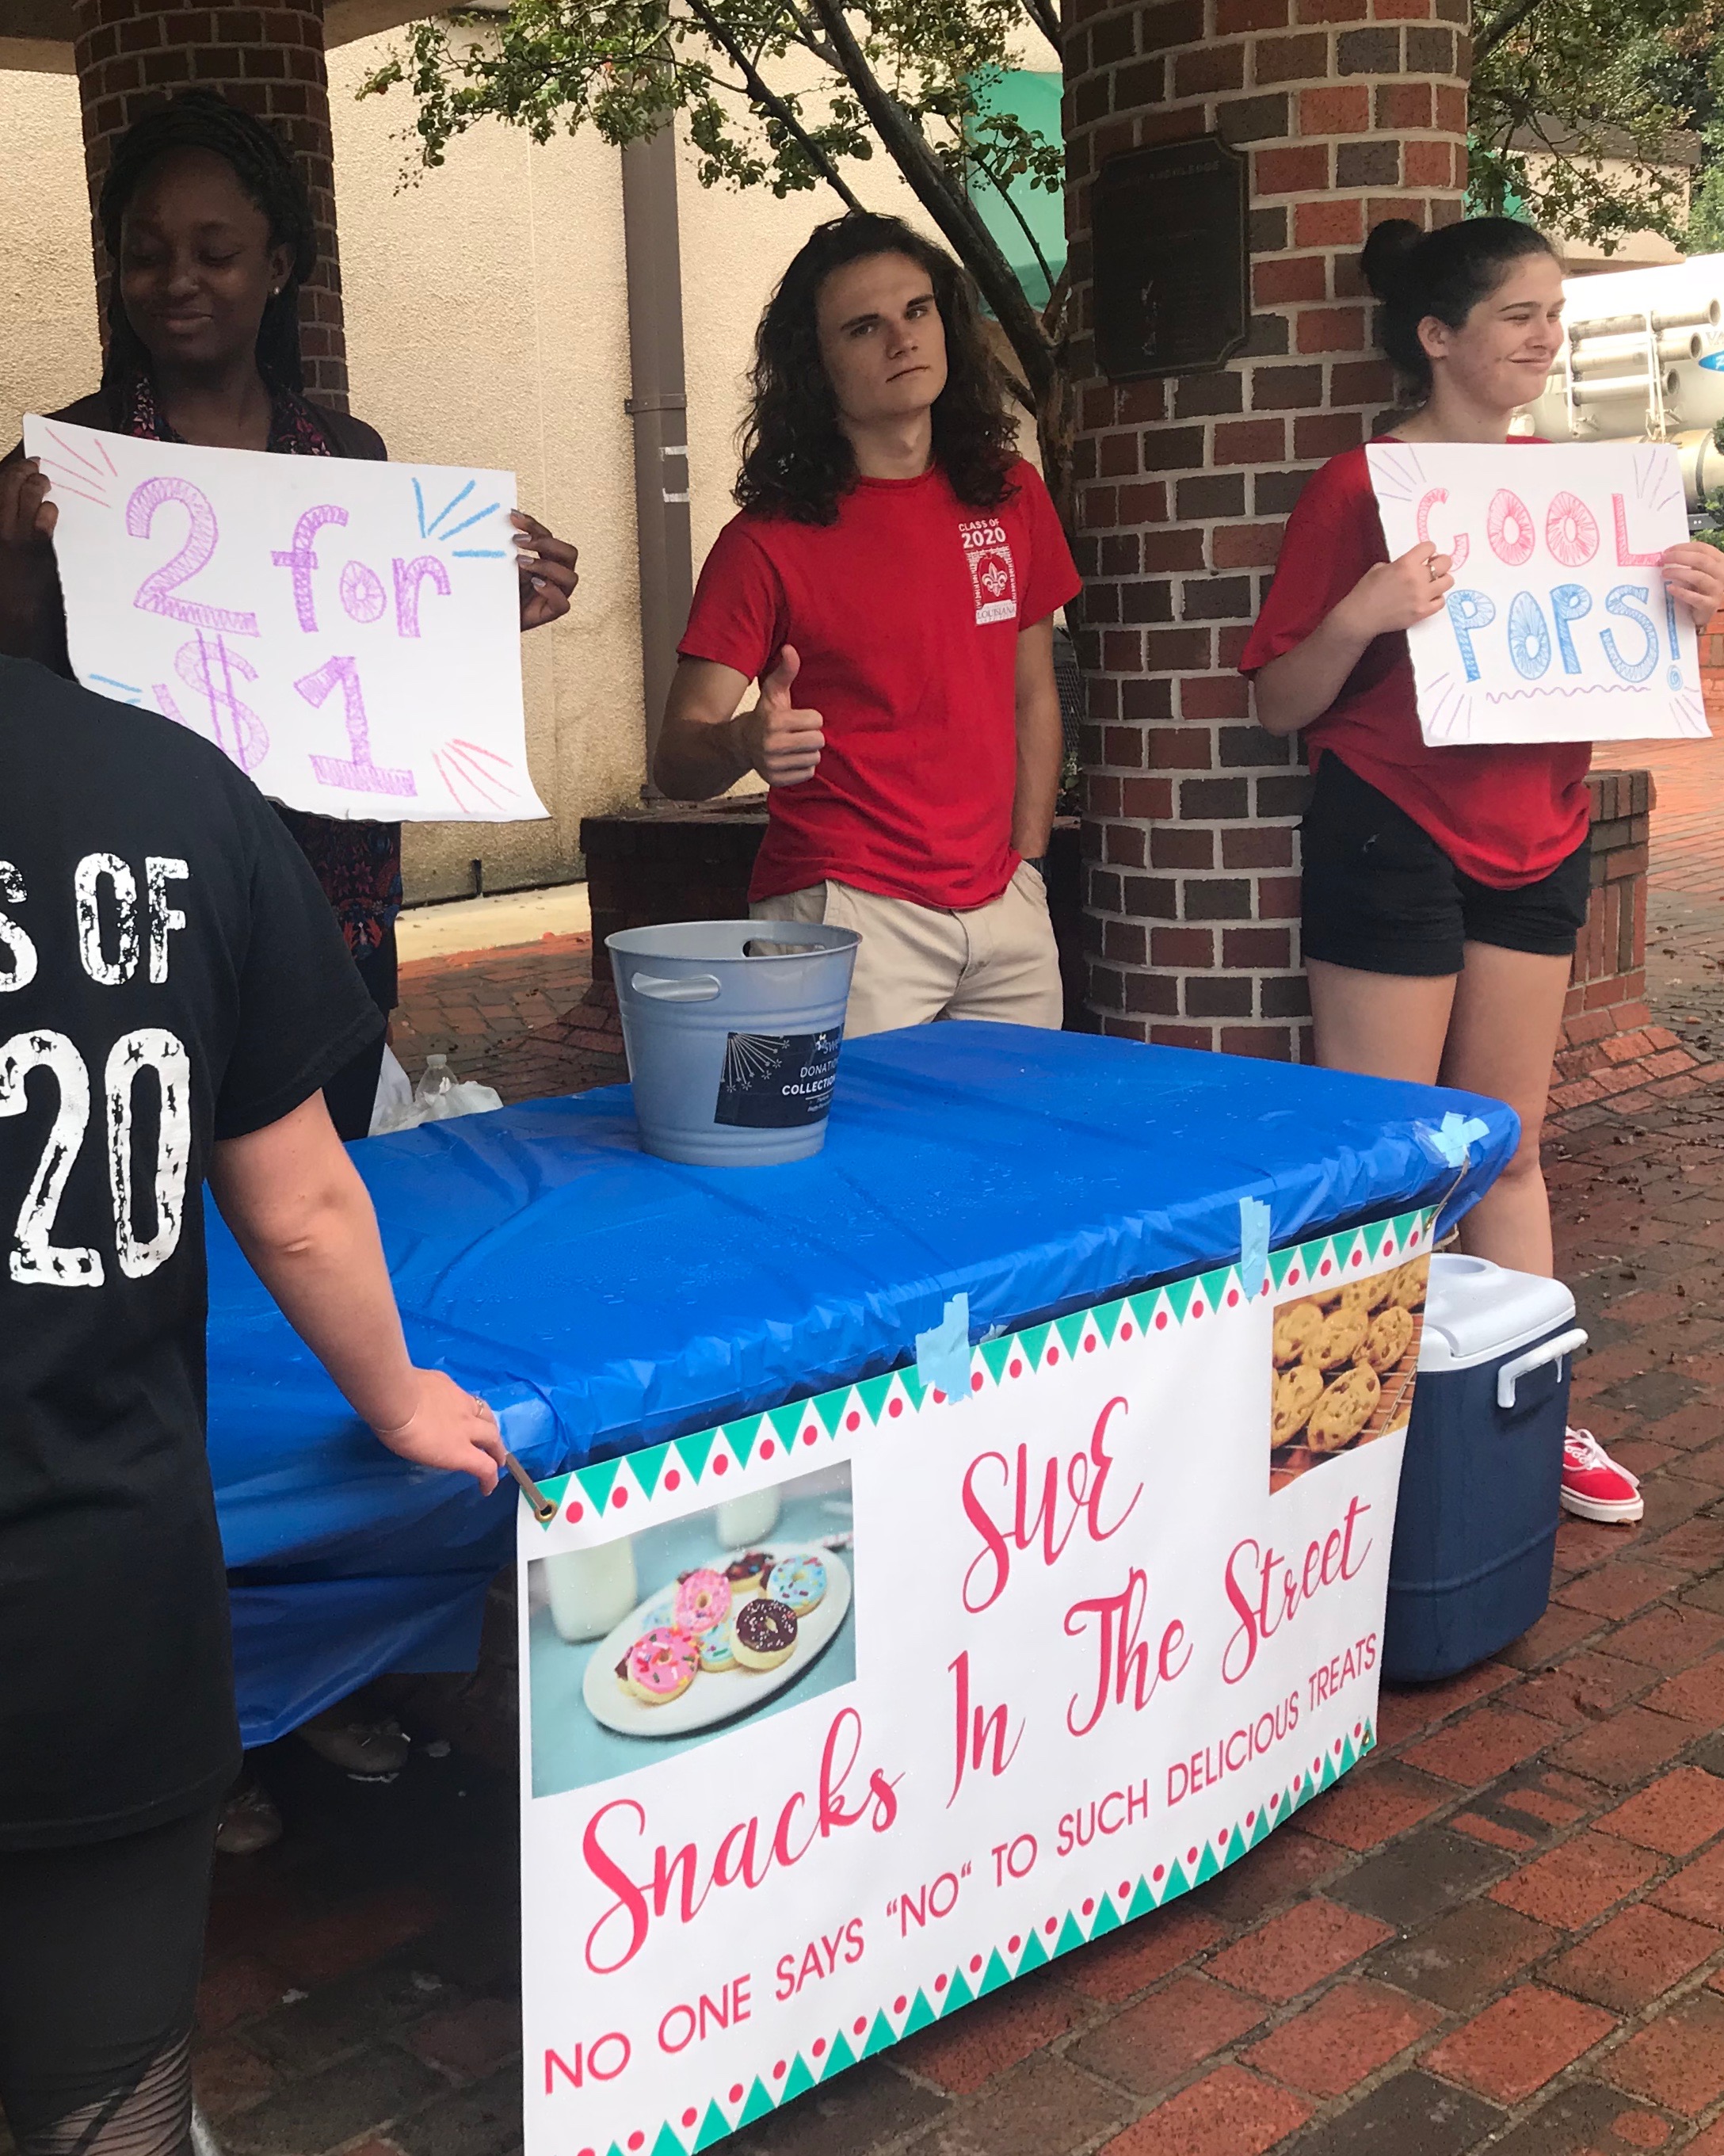 2 for
$1
CLASS OF
2020
LOUISIANA
COOL
POPS!
S OF
20
swe
DONATIO
COLLECTION
SWE
Snacks In The Street
NO ONE SAYS “NO“ TO SUCH DELICIOUS TREATS